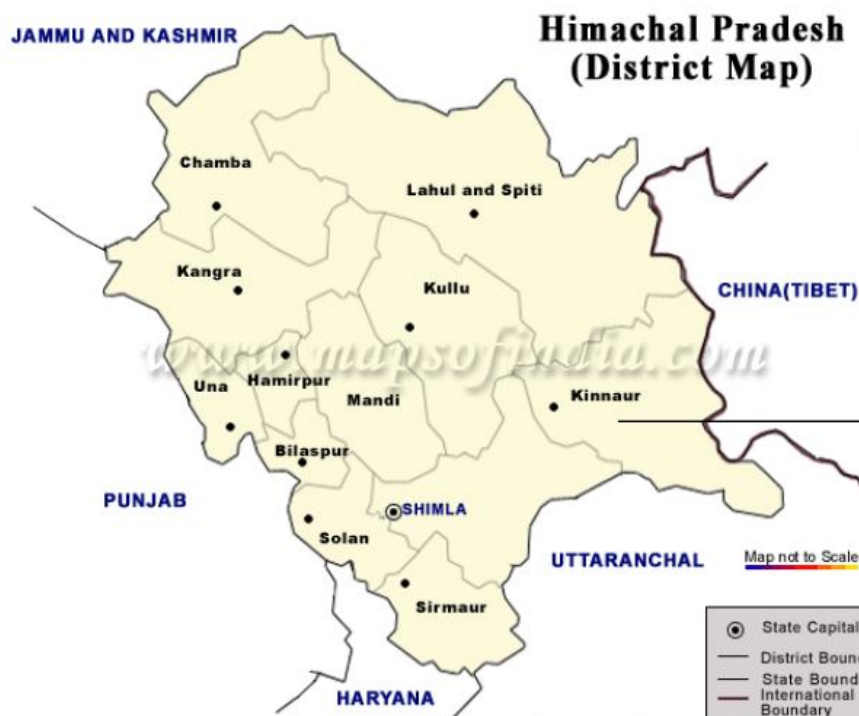 Himachal Pradesh
(District Map)
JAMMU AND KASHMIR
Chamba
Lahul and Spiti
Kangra
Kullu
CHINA(TIBET)
www.mapsofindia.com
Una
Hamirpur
Mandi
Kinnaur
Bilaspur
PUNJAB
SHIMLA
Solan
UTTARANCHAL
Map not to Scale
Sirmaur
HARYANA
State Capital
District Boun
State Bound
International
Boundary